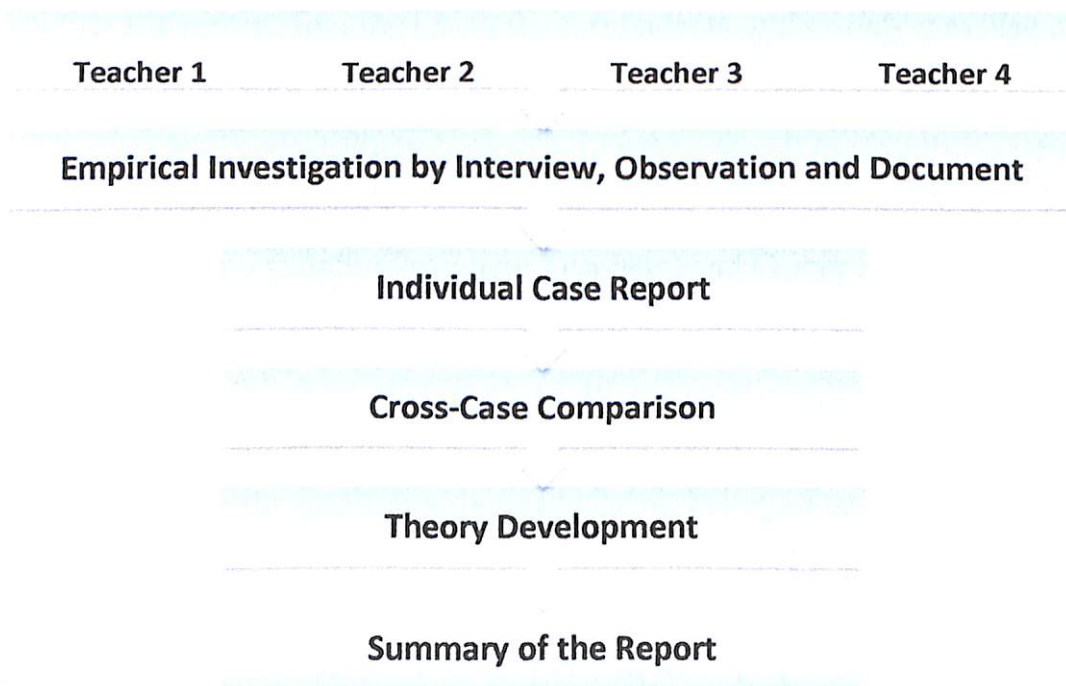 Teacher 1 Teacher 2 Teacher 3 Teacher 4
Empirical Investigation by Interview, Observation and Document
Individual Case Report
Cross-Case Comparison
Theory Development
Summary of the Report